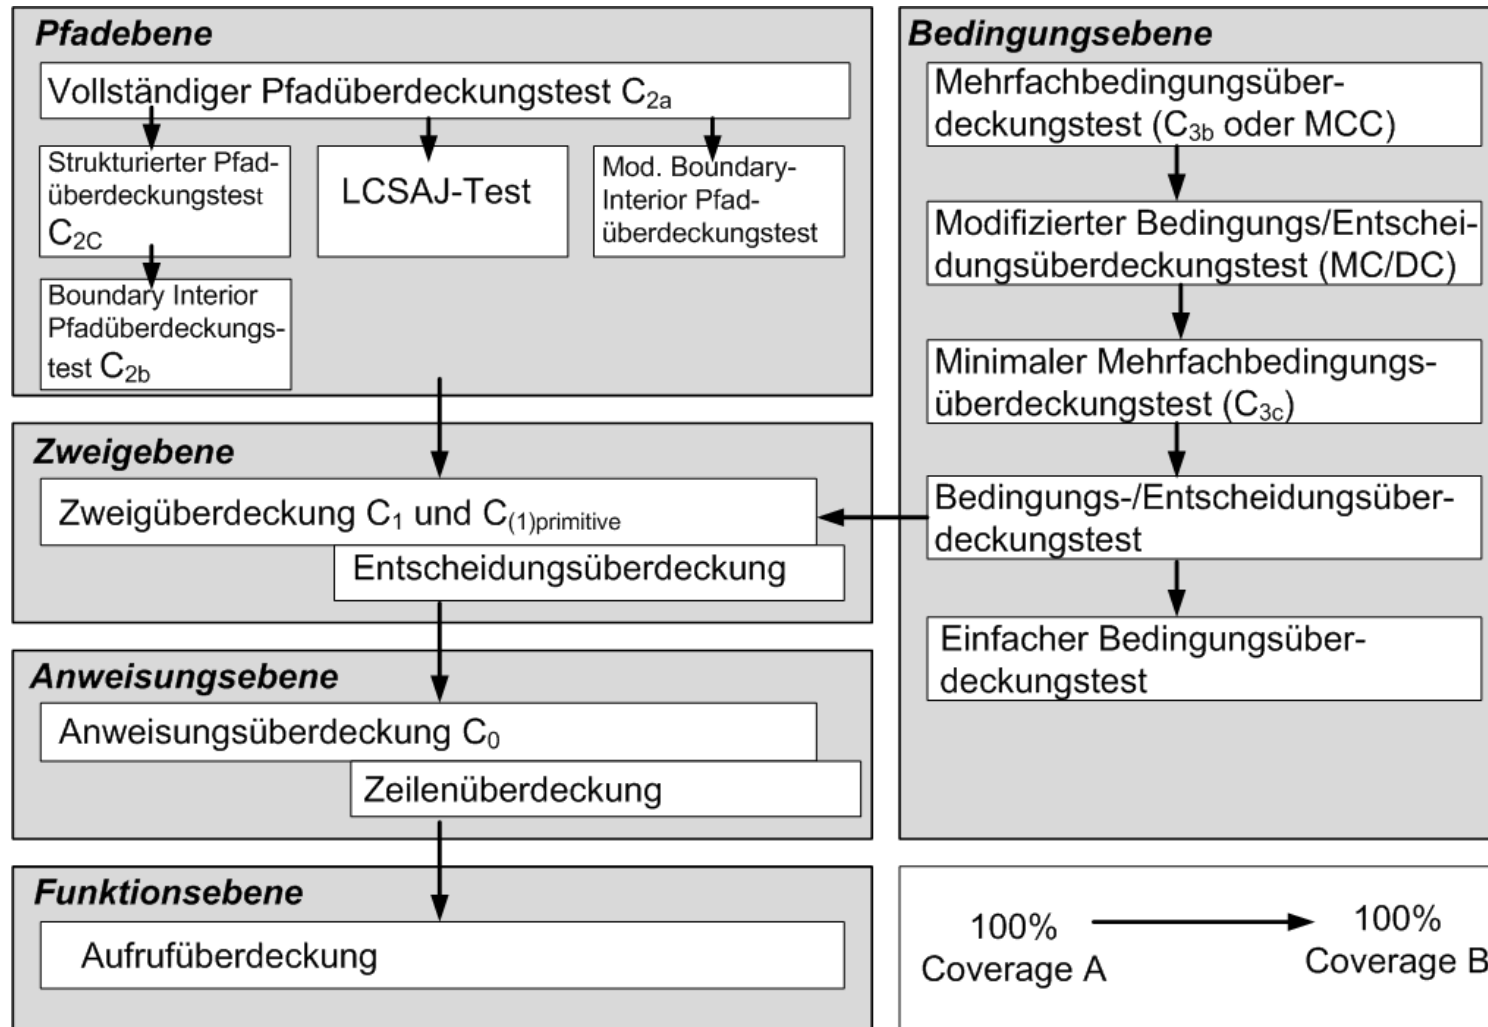 Pfadebene
Vollständiger Pfadüberdeckungstest C2a
Strukturierter Pfad-
überdeckungstest
C2C
LCSAJ-Test
Mod. Boundary-
Interior Pfad-
überdeckungstest
Boundary Interior
Pfadüberdeckungs-
test C2b
Zweigebene
Zweigüberdeckung C1 und C(1)primitive
Entscheidungsüberdeckung
Anweisungsebene
Anweisungsüberdeckung C0
Zeilenüberdeckung
Funktionsebene
Aufrufüberdeckung
Bedingungsebene
Mehrfachbedingungsüber-
deckungstest (C3b oder MCC)
Modifizierter Bedingungs/Entschei-
dungsüberdeckungstest (MC/DC)
Minimaler Mehrfachbedingungs-
überdeckungstest (C3c)
Bedingungs-/Entscheidungsüber-
deckungstest
Einfacher Bedingungsüber-
deckungstest
100%
Coverage A
100%
Coverage B